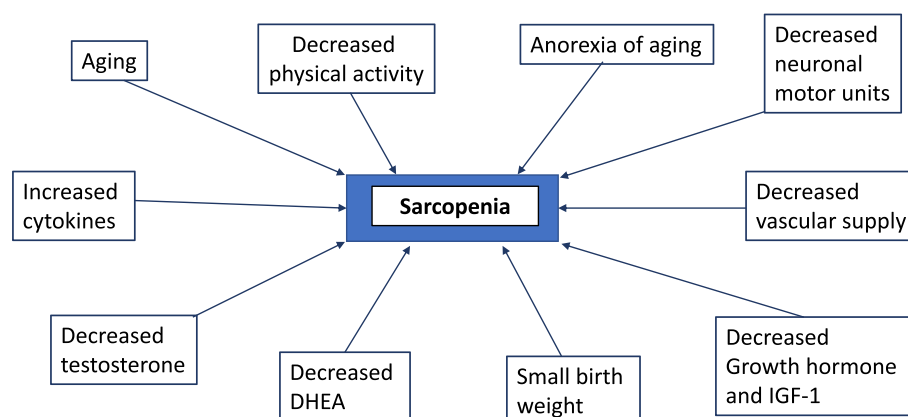 Aging
Decreased
physical activity
Anorexia of aging
Decreased
neuronal
motor units
Increased
cytokines
Sarcopenia
Decreased
vascular supply
Decreased
testosterone
Decreased
DHEA
Small birth
weight
Decreased
Growth hormone
and IGF-1